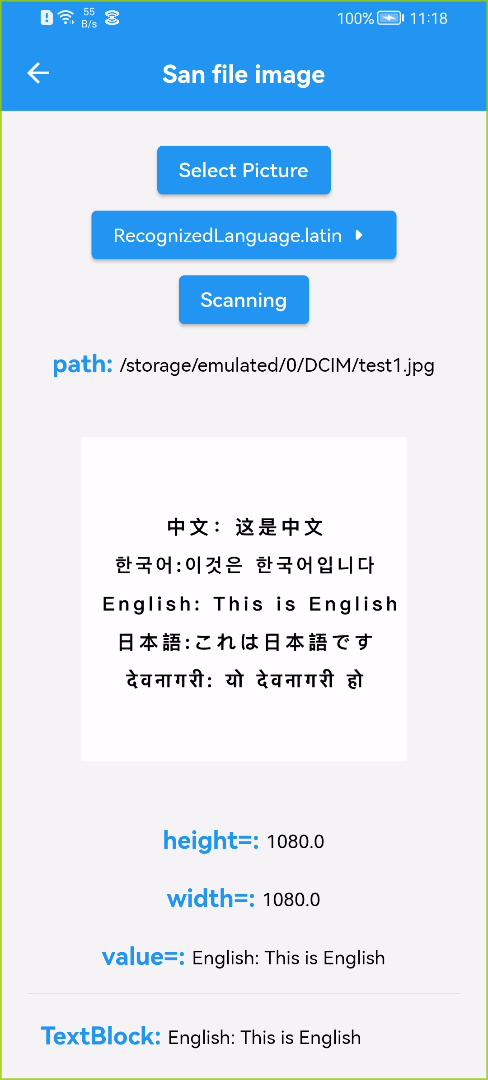 55
B/s
100%
11:18
San file image
Select Picture
RecognizedLanguage.latin
Scanning
path: /storage/emulated/0/DCIM/test1.jpg
中文：这是中文
한국어:이것은 한국어입니다
English: This is English
日本語:これは日本語です
देवनागरी: यो देवनागरी हो
height=: 1080.0
width=: 1080.0
value=: English: This is English
TextBlock: English: This is English